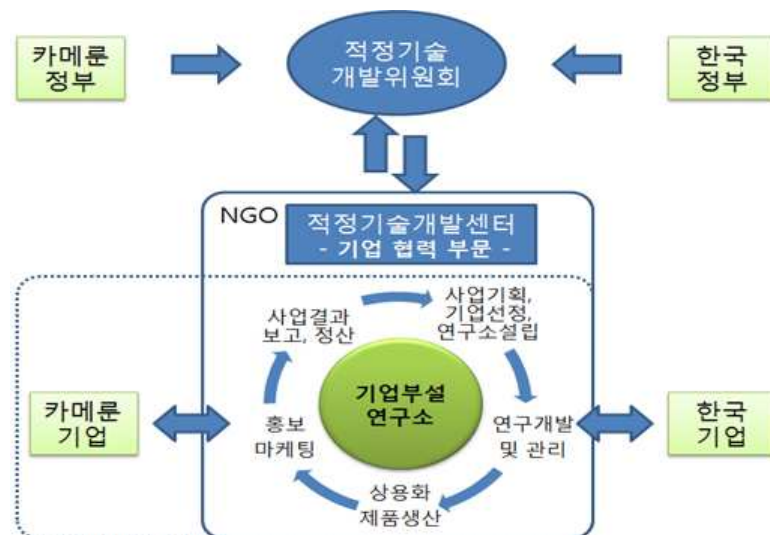 카메룬
정부
적정기술
개발위원회
한국
정부
NGO
적정기술개발센터
- 기업 협력 부문 -
사업결과
보고, 정산
사업기획,
기업선정,
연구소설립
카메룬
기업
홍보
마케팅
기업부설
연구소
연구개발
및 관리
한국
기업
상용화
제품생산